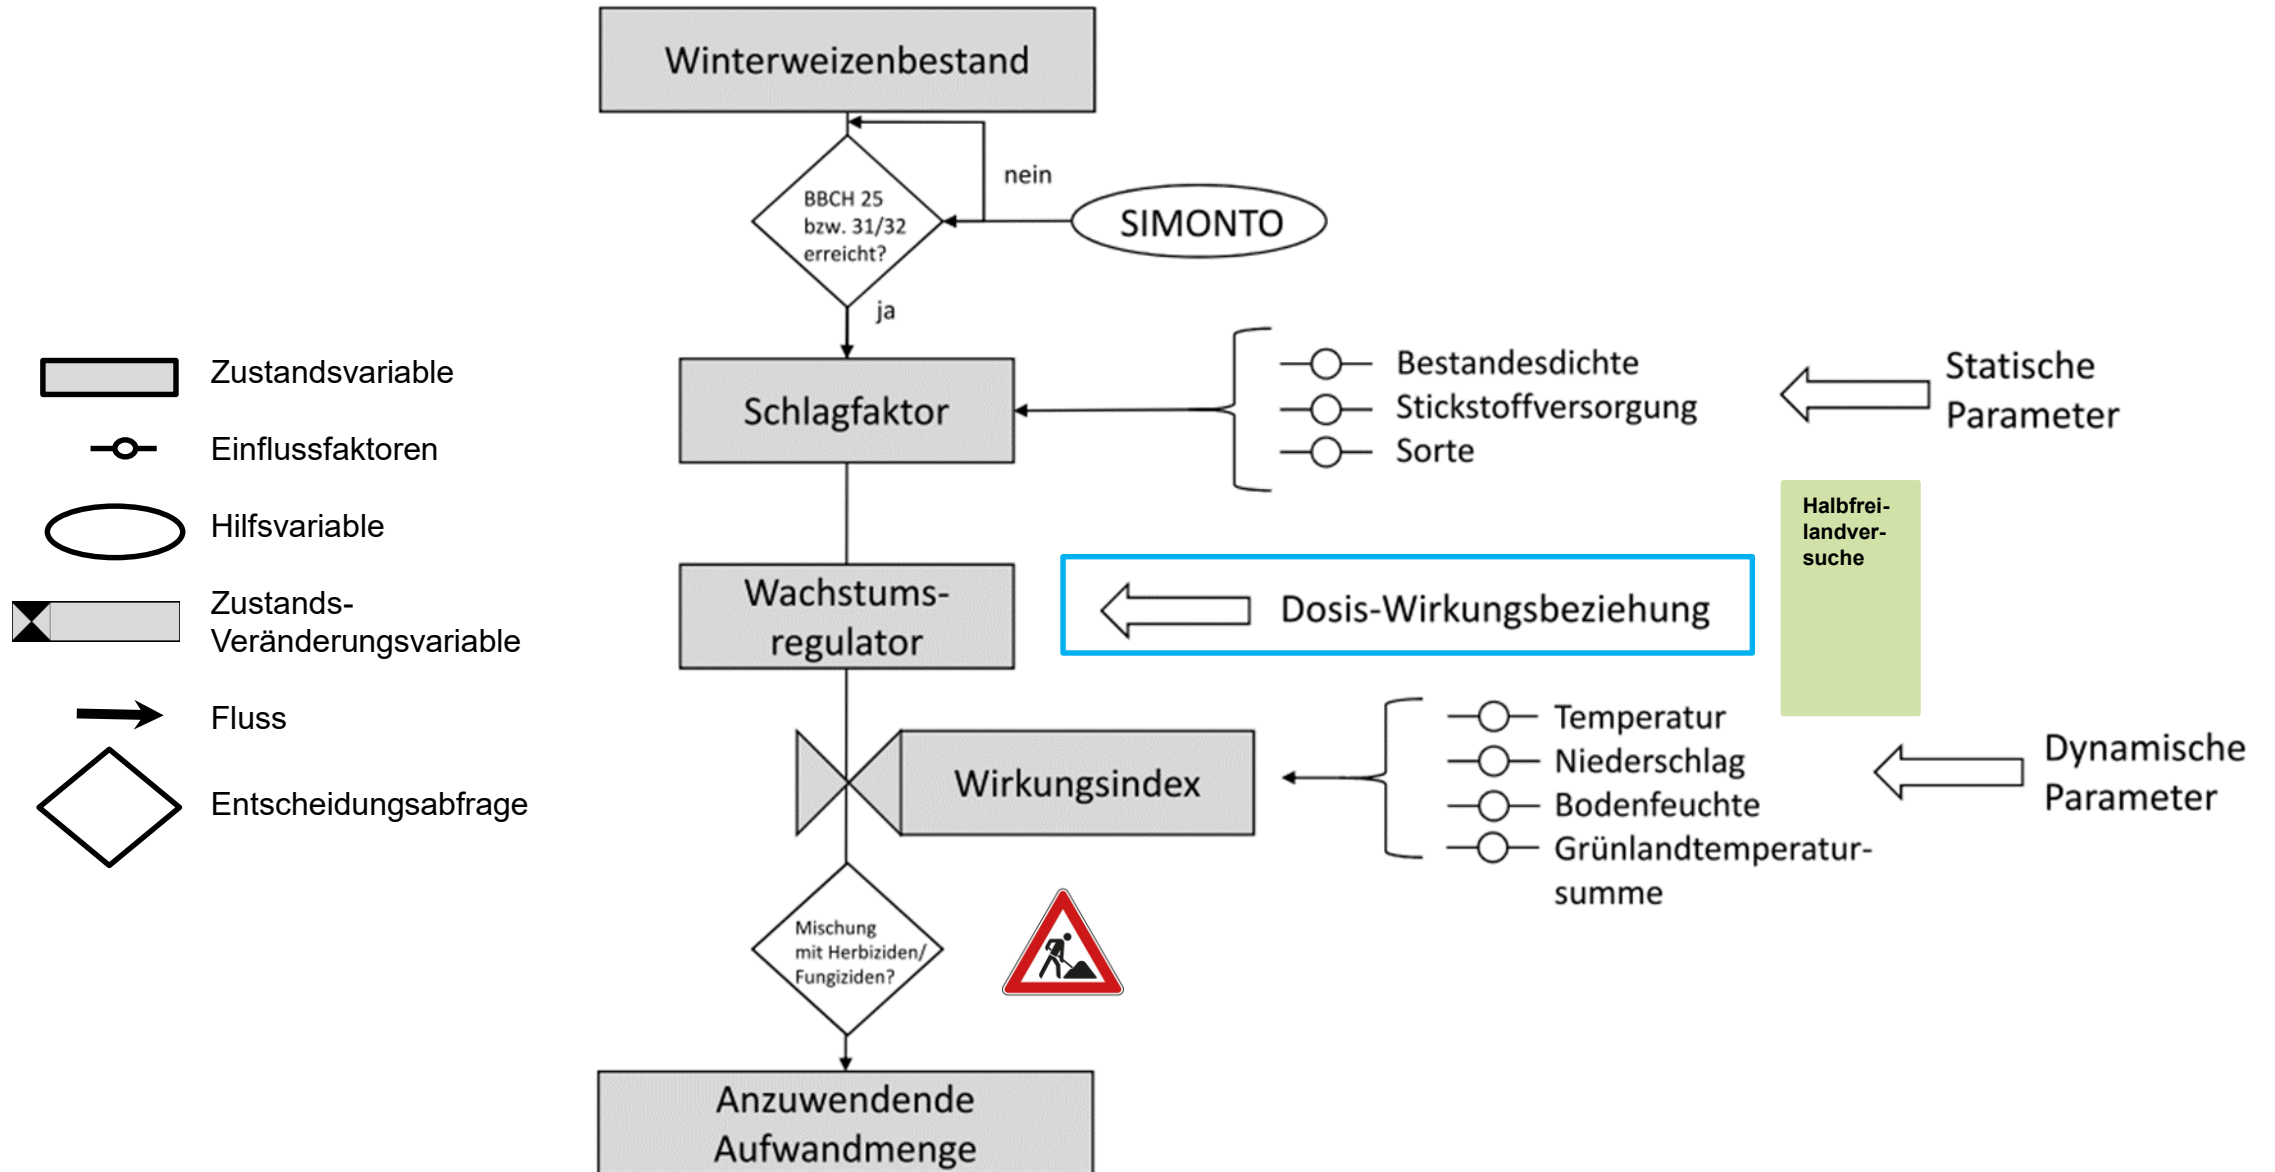 Winterweizenbestand
nein
BBCH 25
bzw. 31/32
erreicht?
SIMONTO
ja
Zustandsvariable
Einflussfaktoren
Hilfsvariable
Zustands-
Veränderungsvariable
Fluss
Entscheidungsabfrage
Schlagfaktor
Bestandesdichte
Stickstoffversorgung
Sorte
Statische
Parameter
Halbfrei-
landver-
suche
Wachstums-
regulator
Dosis-Wirkungsbeziehung
Wirkungsindex
Temperatur
Niederschlag
Bodenfeuchte
Grünlandtemperatur-
summe
Dynamische
Parameter
Mischung
mit Herbiziden/
Fungiziden?
Anzuwendende
Aufwandmenge